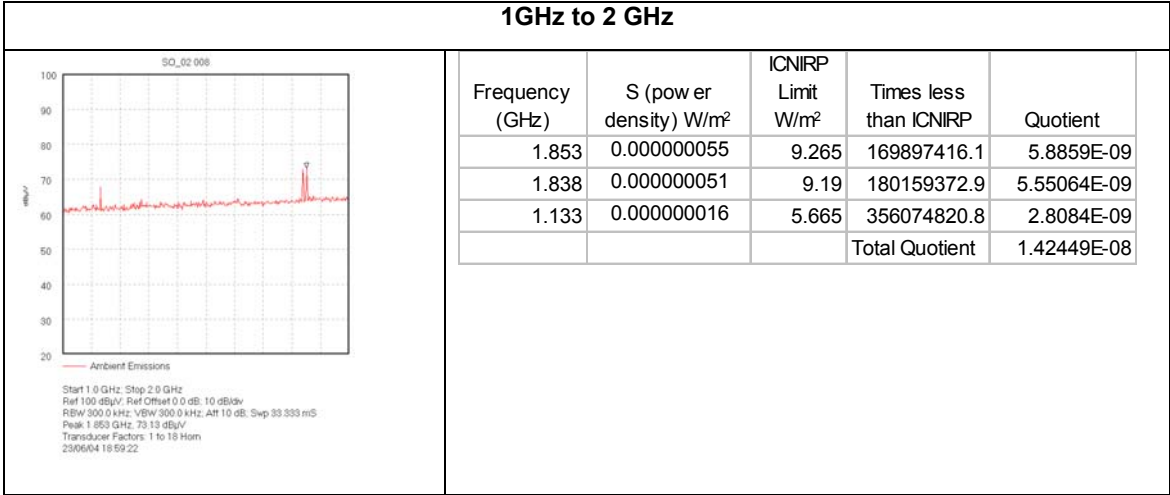 1GHz to 2 GHz
SO_02 008
100
90
80
70
60
50
40
30
20
dBµV
Ambient Emissions
Start 1.0 GHz; Stop 2.0 GHz
Ref 100 dBµV; Ref Offset 0.0 dB; 10 dB/div
RBW 300.0 kHz; VBW 300.0 kHz; Att 10 dB; Swp 33.333 mS
Peak 1.853 GHz, 73.13 dBµV
Transducer Factors: 1 to 18 Horn
23/06/04 18:59:22
Frequency (GHz) S (pow er density) W/m² ICNIRP Limit W/m² Times less than ICNIRP Quotient
1.853 0.000000055 9.265 169897416.1 5.8859E-09
1.838 0.000000051 9.19 180159372.9 5.55064E-09
1.133 0.000000016 5.665 356074820.8 2.8084E-09
Total Quotient 1.42449E-08